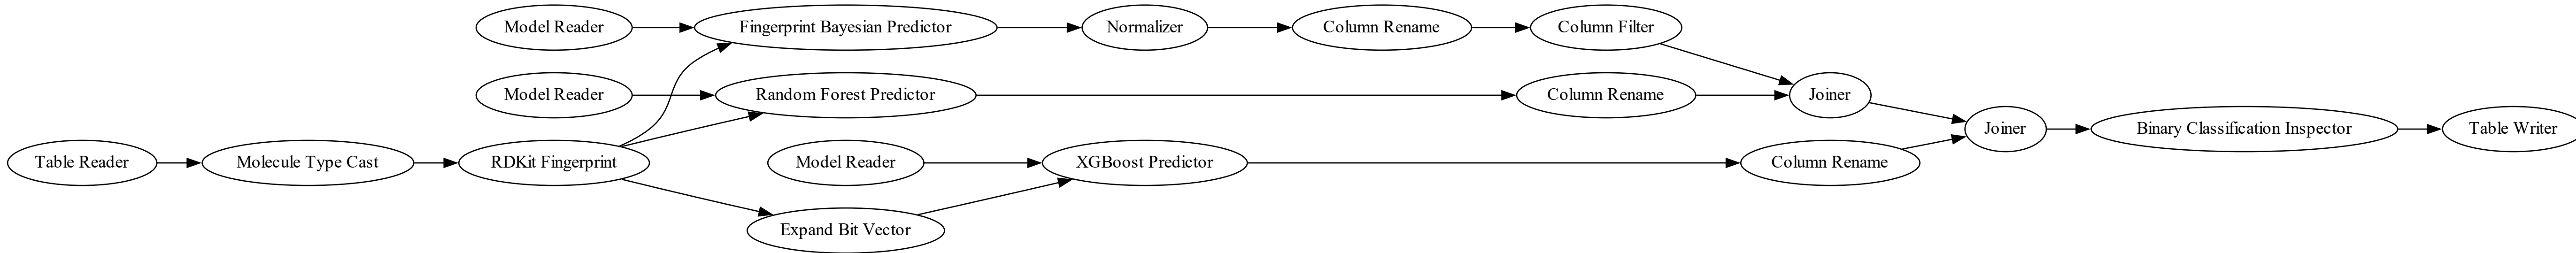 Model Reader
Fingerprint Bayesian Predictor
Normalizer
Column Rename
Column Filter
Model Reader
Random Forest Predictor
Column Rename
Joiner
Joiner
Binary Classification Inspector
Table Writer
Table Reader
Molecule Type Cast
RDKit Fingerprint
Model Reader
XGBoost Predictor
Column Rename
Expand Bit Vector